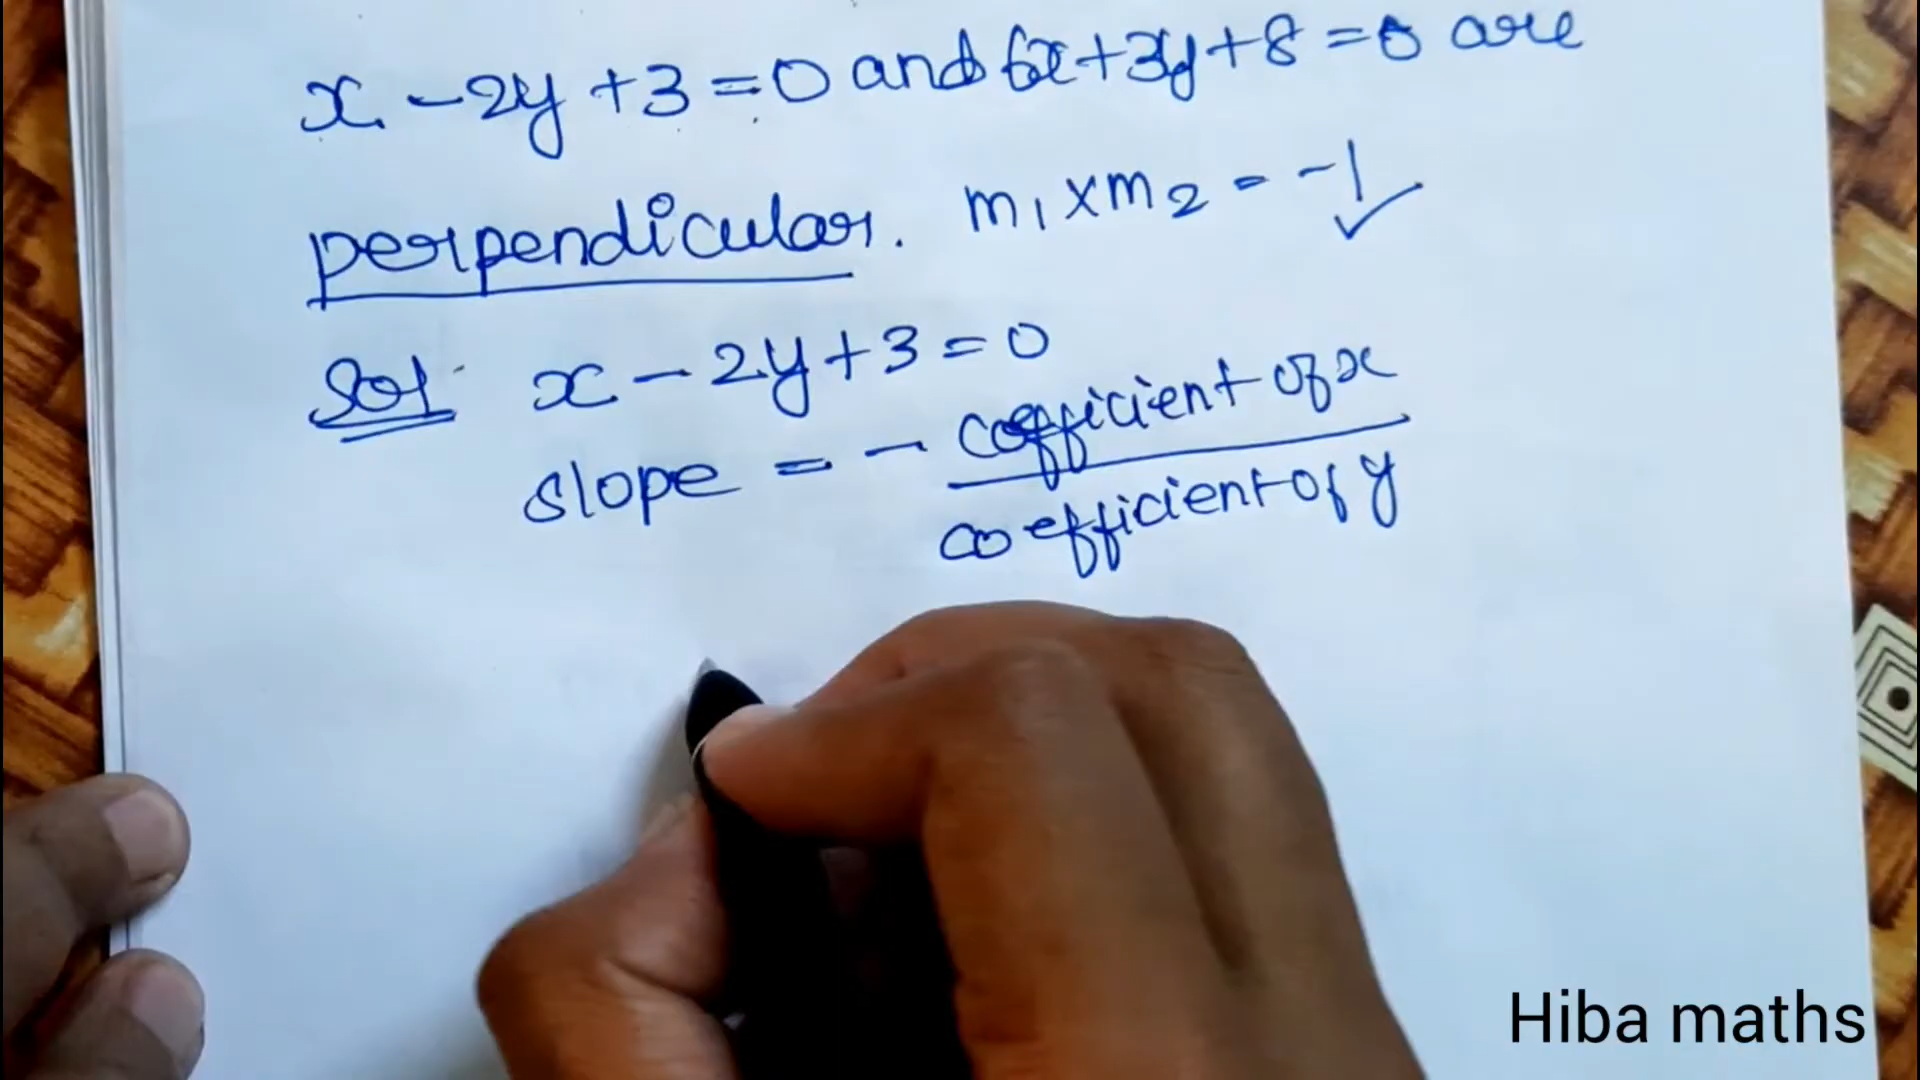 x - 2y + 3 = 0 and 6x + 3y + 8 = 0 are
perpendicular. m₁ x m₂ = -1 ✓
Sol. x - 2y + 3 = 0
slope = - coefficient of x
coefficient of y
Hiba maths